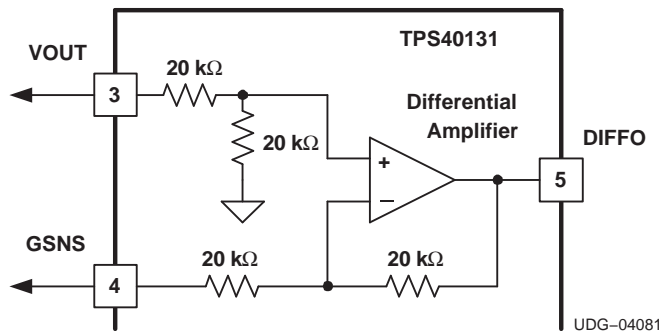 TPS40131
VOUT
3
20 kΩ
20 kΩ
Differential
Amplifier
+
−
DIFFO
5
GSNS
4
20 kΩ
20 kΩ
UDG−04081